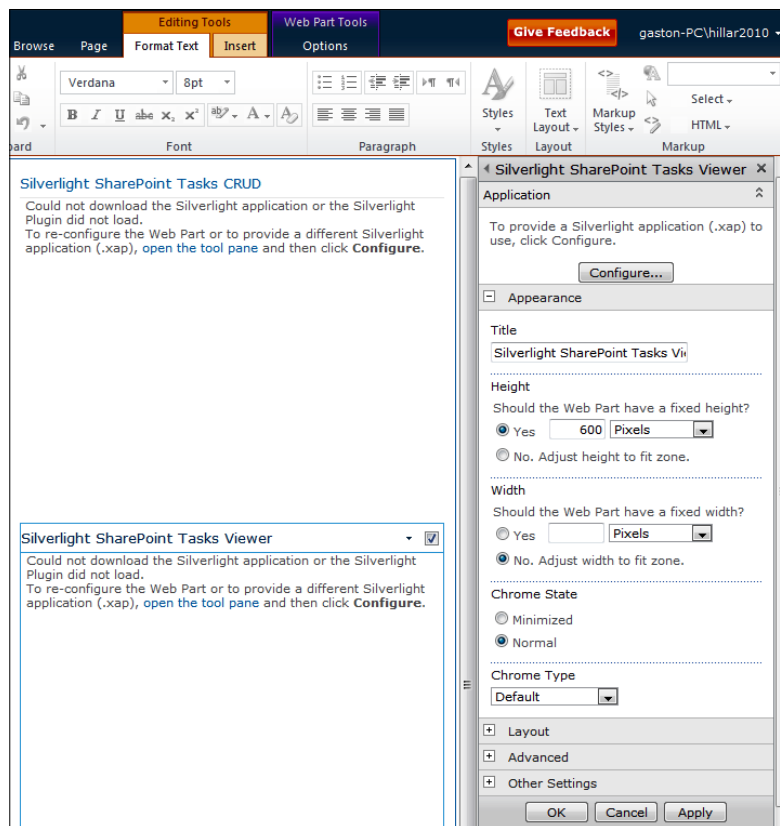 Editing Tools
Web Part Tools
Browse
Page
Format Text
Insert
Options
Give Feedback
gaston-PC\hillar2010
Verdana
8pt
B I U abc X₂ X² aby A A
Styles
Text
Layout
Markup
Styles
Select
HTML
oard
Font
Paragraph
Styles
Layout
Markup
Silverlight SharePoint Tasks CRUD
Could not download the Silverlight application or the Silverlight
Plugin did not load.
To re-configure the Web Part or to provide a different Silverlight
application (.xap), open the tool pane and then click Configure.
Silverlight SharePoint Tasks Viewer
Could not download the Silverlight application or the Silverlight
Plugin did not load.
To re-configure the Web Part or to provide a different Silverlight
application (.xap), open the tool pane and then click Configure.
Silverlight SharePoint Tasks Viewer
Application
To provide a Silverlight application (.xap) to
use, click Configure.
Configure...
Appearance
Title
Silverlight SharePoint Tasks Vi
Height
Should the Web Part have a fixed height?
Yes 600 Pixels
No. Adjust height to fit zone.
Width
Should the Web Part have a fixed width?
Yes Pixels
No. Adjust width to fit zone.
Chrome State
Minimized
Normal
Chrome Type
Default
Layout
Advanced
Other Settings
OK Cancel Apply